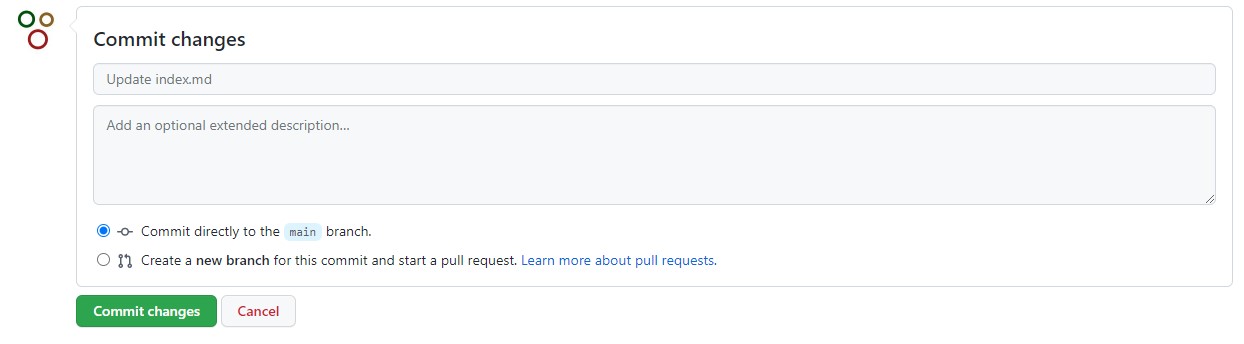 Commit changes
Update index.md
Add an optional extended description...
Commit directly to the main branch.
Create a new branch for this commit and start a pull request. Learn more about pull requests.
Commit changes Cancel